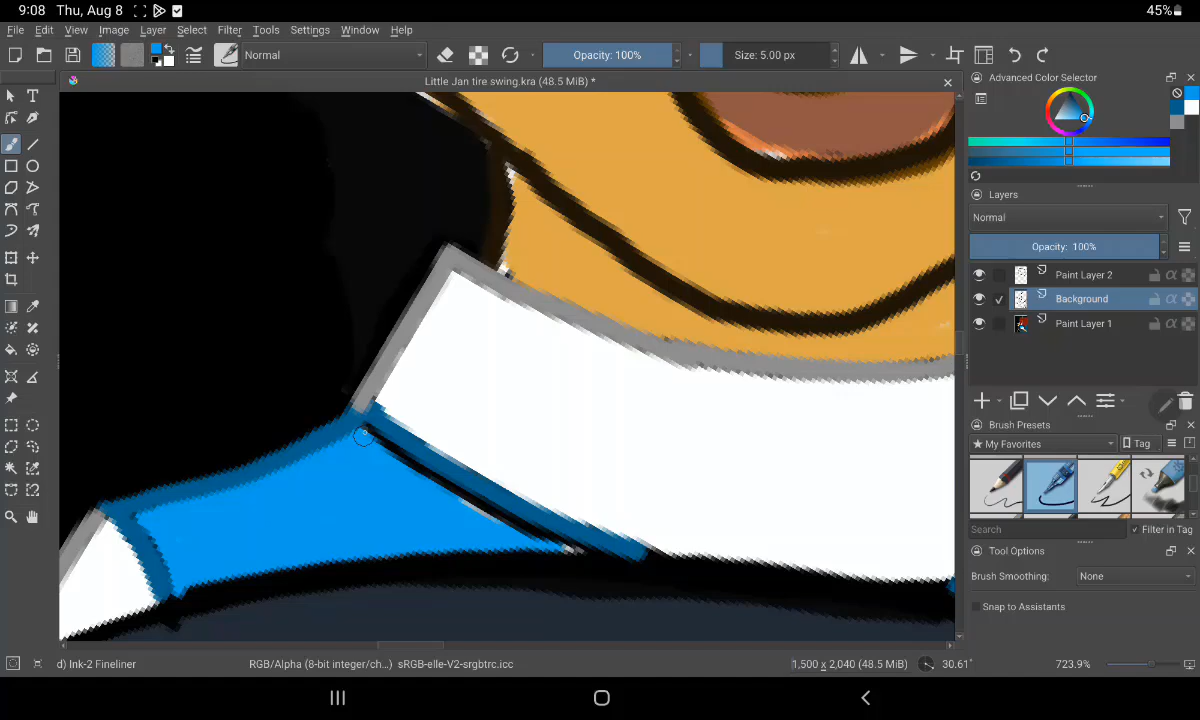 9:08 Thu, Aug 8
45%
File Edit View Image Layer Select Filter Tools Settings Window Help
Normal
Opacity: 100%
Size: 5.00 px
Little Jan tire swing.kra (48.5 MiB) *
Advanced Color Selector
Layers
Normal
Opacity: 100%
Paint Layer 2
Background
Paint Layer 1
Brush Presets
★ My Favorites
Tag
Search
Filter in Tag
Tool Options
Brush Smoothing:
None
Snap to Assistants
d) Ink-2 Fineliner
RGB/Alpha (8-bit integer/ch...) sRGB-elle-V2-srgbtrc.icc
1,500 x 2,040 (48.5 MiB)
30.61°
723.9%